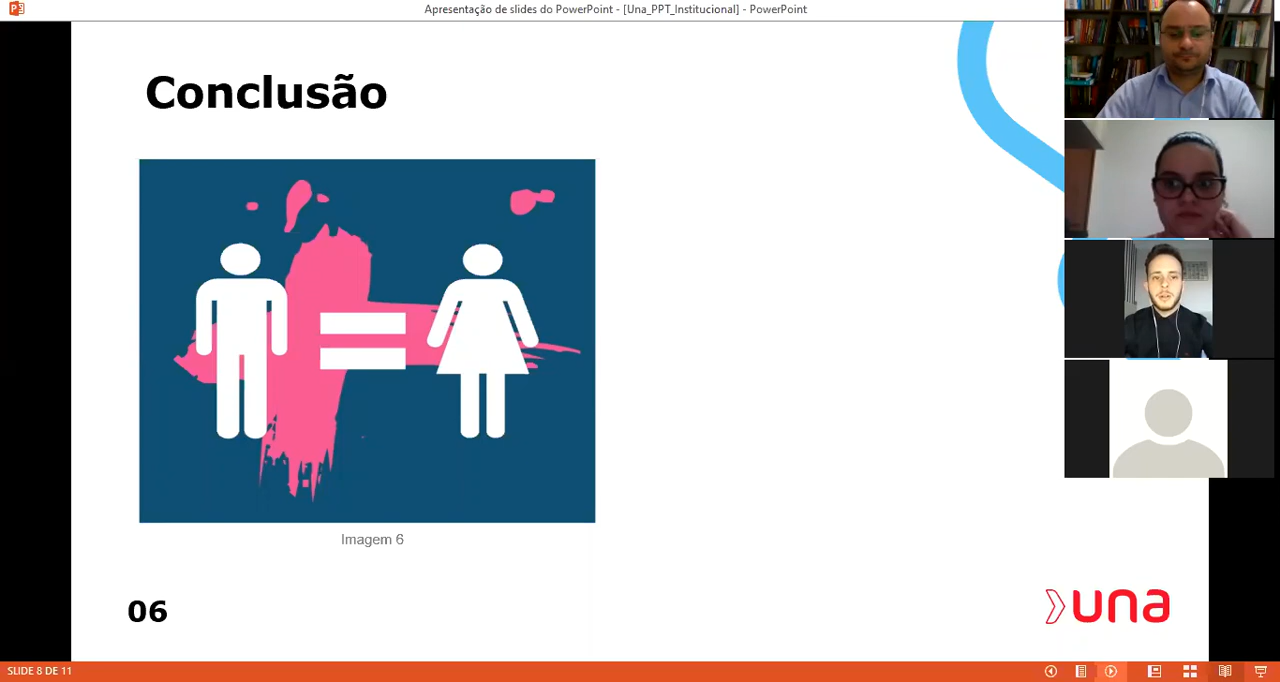 Apresentação de slides do PowerPoint - [Una_PPT_Institucional] - PowerPoint
Conclusão
Imagem 6
06
una
SLIDE 8 DE 11